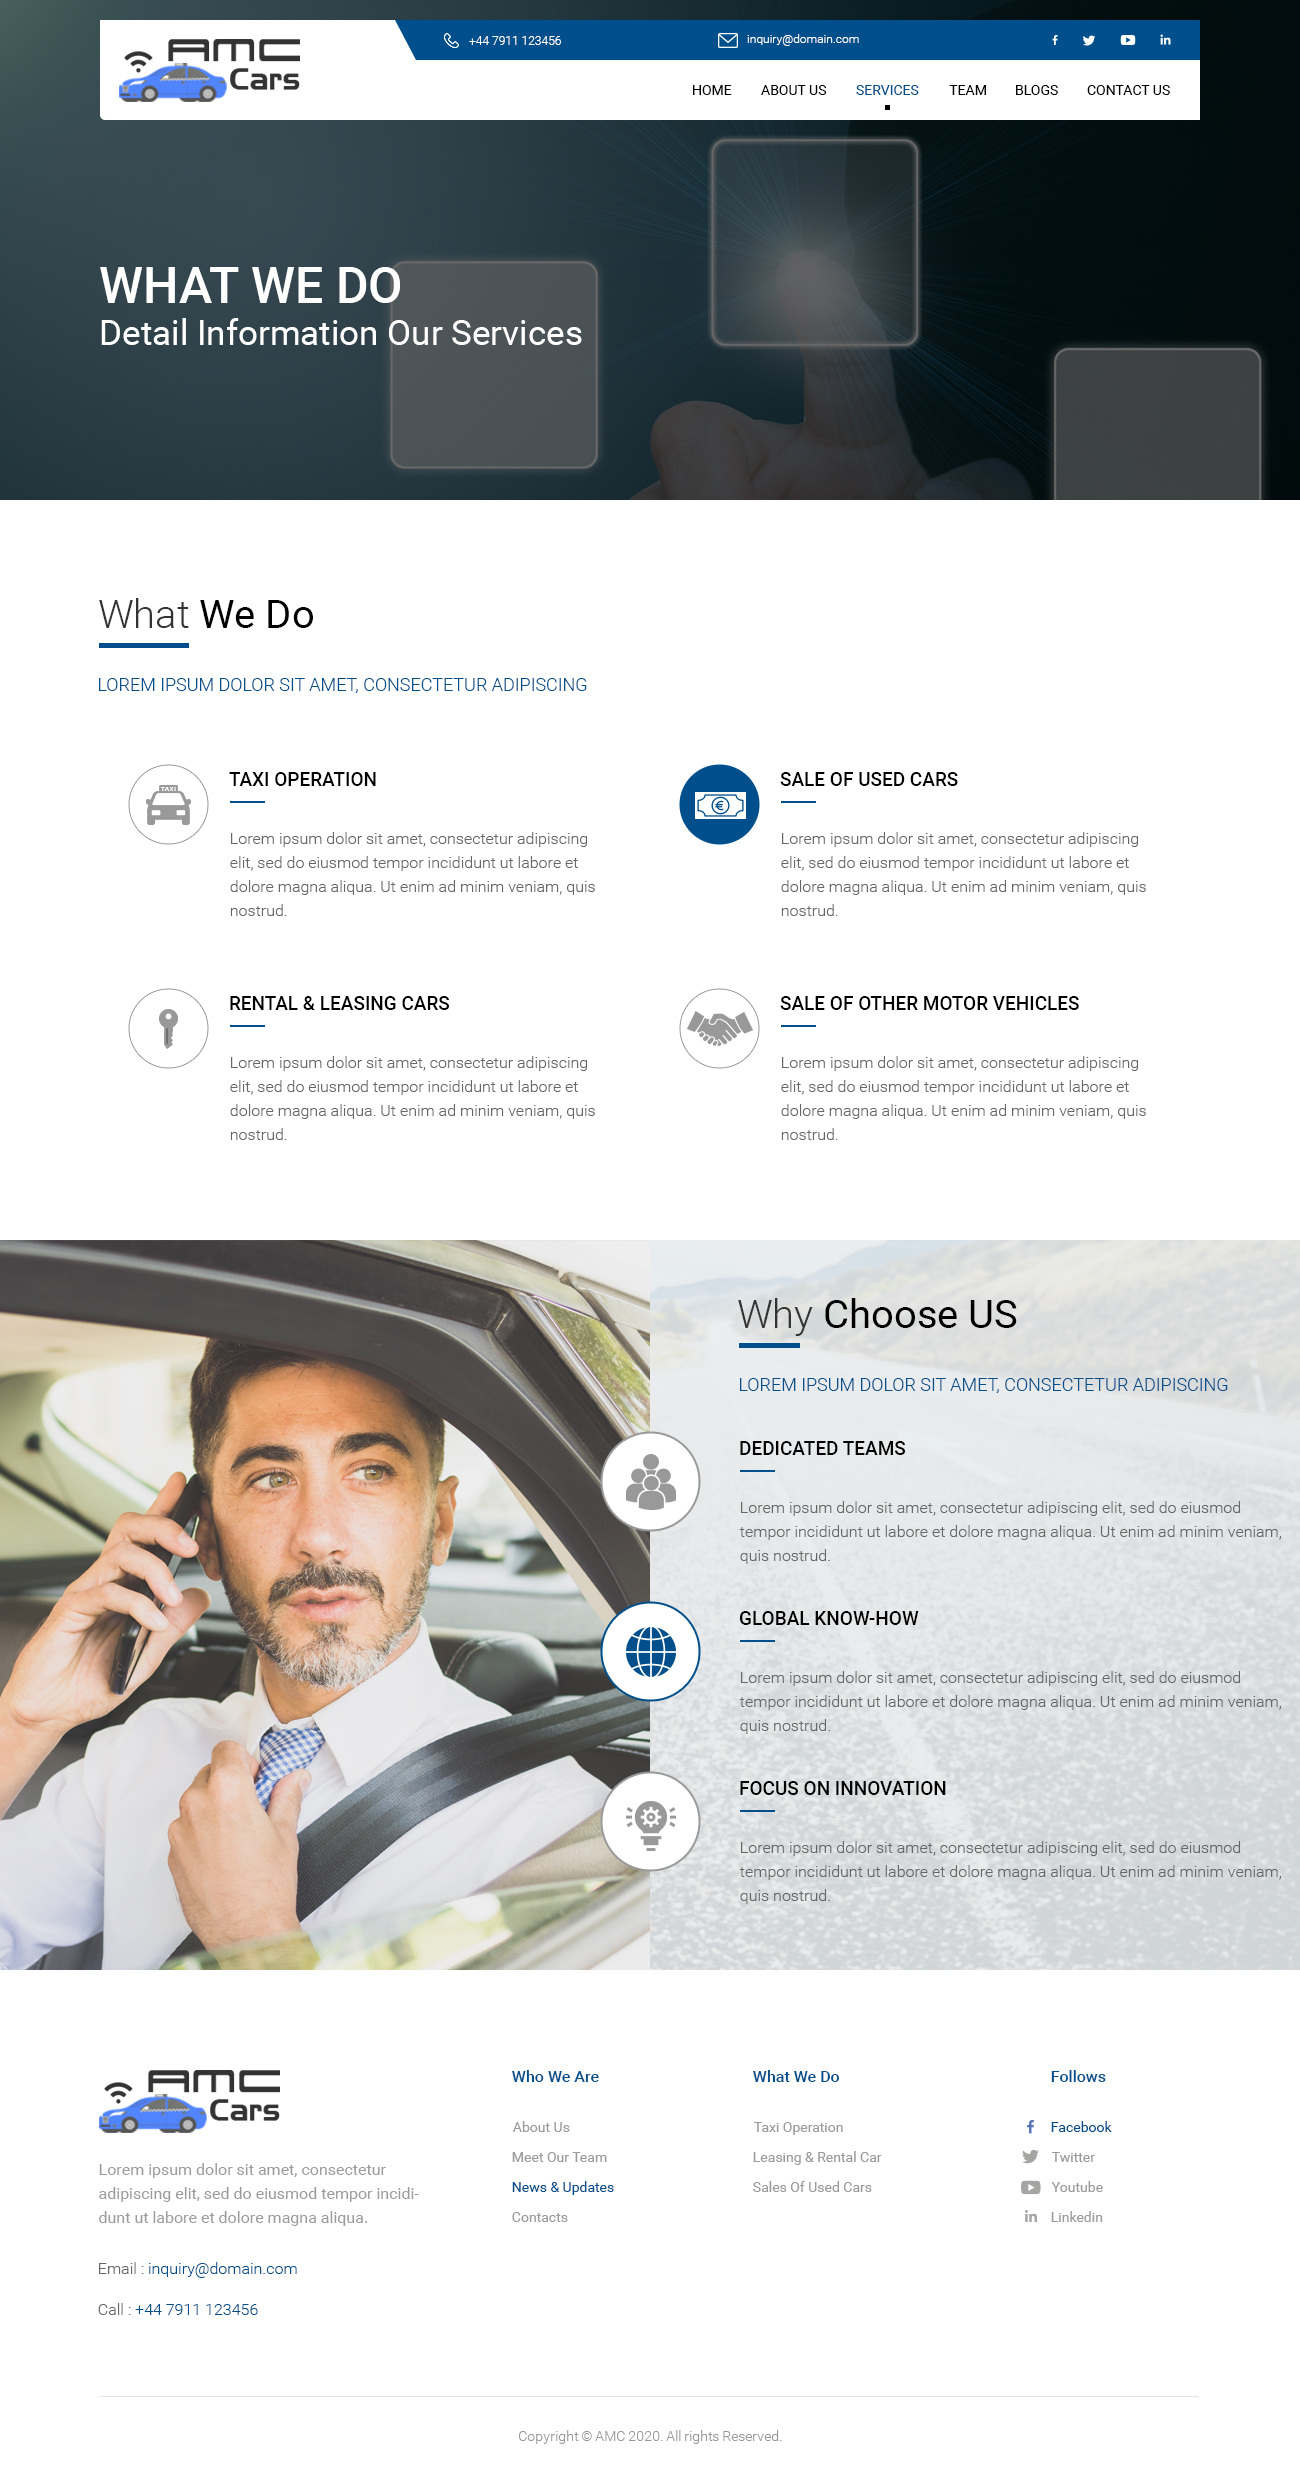 AMC
Cars
+44 7911 123456
inquiry@domain.com
HOME
ABOUT US
SERVICES
TEAM
BLOGS
CONTACT US
WHAT WE DO
Detail Information Our Services
What We Do
LOREM IPSUM DOLOR SIT AMET, CONSECTETUR ADIPISCING
TAXI
TAXI OPERATION
Lorem ipsum dolor sit amet, consectetur adipiscing
elit, sed do eiusmod tempor incididunt ut labore et
dolore magna aliqua. Ut enim ad minim veniam, quis
nostrud.
SALE OF USED CARS
Lorem ipsum dolor sit amet, consectetur adipiscing
elit, sed do eiusmod tempor incididunt ut labore et
dolore magna aliqua. Ut enim ad minim veniam, quis
nostrud.
RENTAL & LEASING CARS
Lorem ipsum dolor sit amet, consectetur adipiscing
elit, sed do eiusmod tempor incididunt ut labore et
dolore magna aliqua. Ut enim ad minim veniam, quis
nostrud.
SALE OF OTHER MOTOR VEHICLES
Lorem ipsum dolor sit amet, consectetur adipiscing
elit, sed do eiusmod tempor incididunt ut labore et
dolore magna aliqua. Ut enim ad minim veniam, quis
nostrud.
Why Choose US
LOREM IPSUM DOLOR SIT AMET, CONSECTETUR ADIPISCING
DEDICATED TEAMS
Lorem ipsum dolor sit amet, consectetur adipiscing elit, sed do eiusmod
tempor incididunt ut labore et dolore magna aliqua. Ut enim ad minim veniam,
quis nostrud.
GLOBAL KNOW-HOW
Lorem ipsum dolor sit amet, consectetur adipiscing elit, sed do eiusmod
tempor incididunt ut labore et dolore magna aliqua. Ut enim ad minim veniam,
quis nostrud.
FOCUS ON INNOVATION
Lorem ipsum dolor sit amet, consectetur adipiscing elit, sed do eiusmod
tempor incididunt ut labore et dolore magna aliqua. Ut enim ad minim veniam,
quis nostrud.
AMC
Cars
Lorem ipsum dolor sit amet, consectetur
adipiscing elit, sed do eiusmod tempor incidi-
dunt ut labore et dolore magna aliqua.
Email : inquiry@domain.com
Call : +44 7911 123456
Who We Are
About Us
Meet Our Team
News & Updates
Contacts
What We Do
Taxi Operation
Leasing & Rental Car
Sales Of Used Cars
Follows
Facebook
Twitter
Youtube
Linkedin
Copyright © AMC 2020. All rights Reserved.